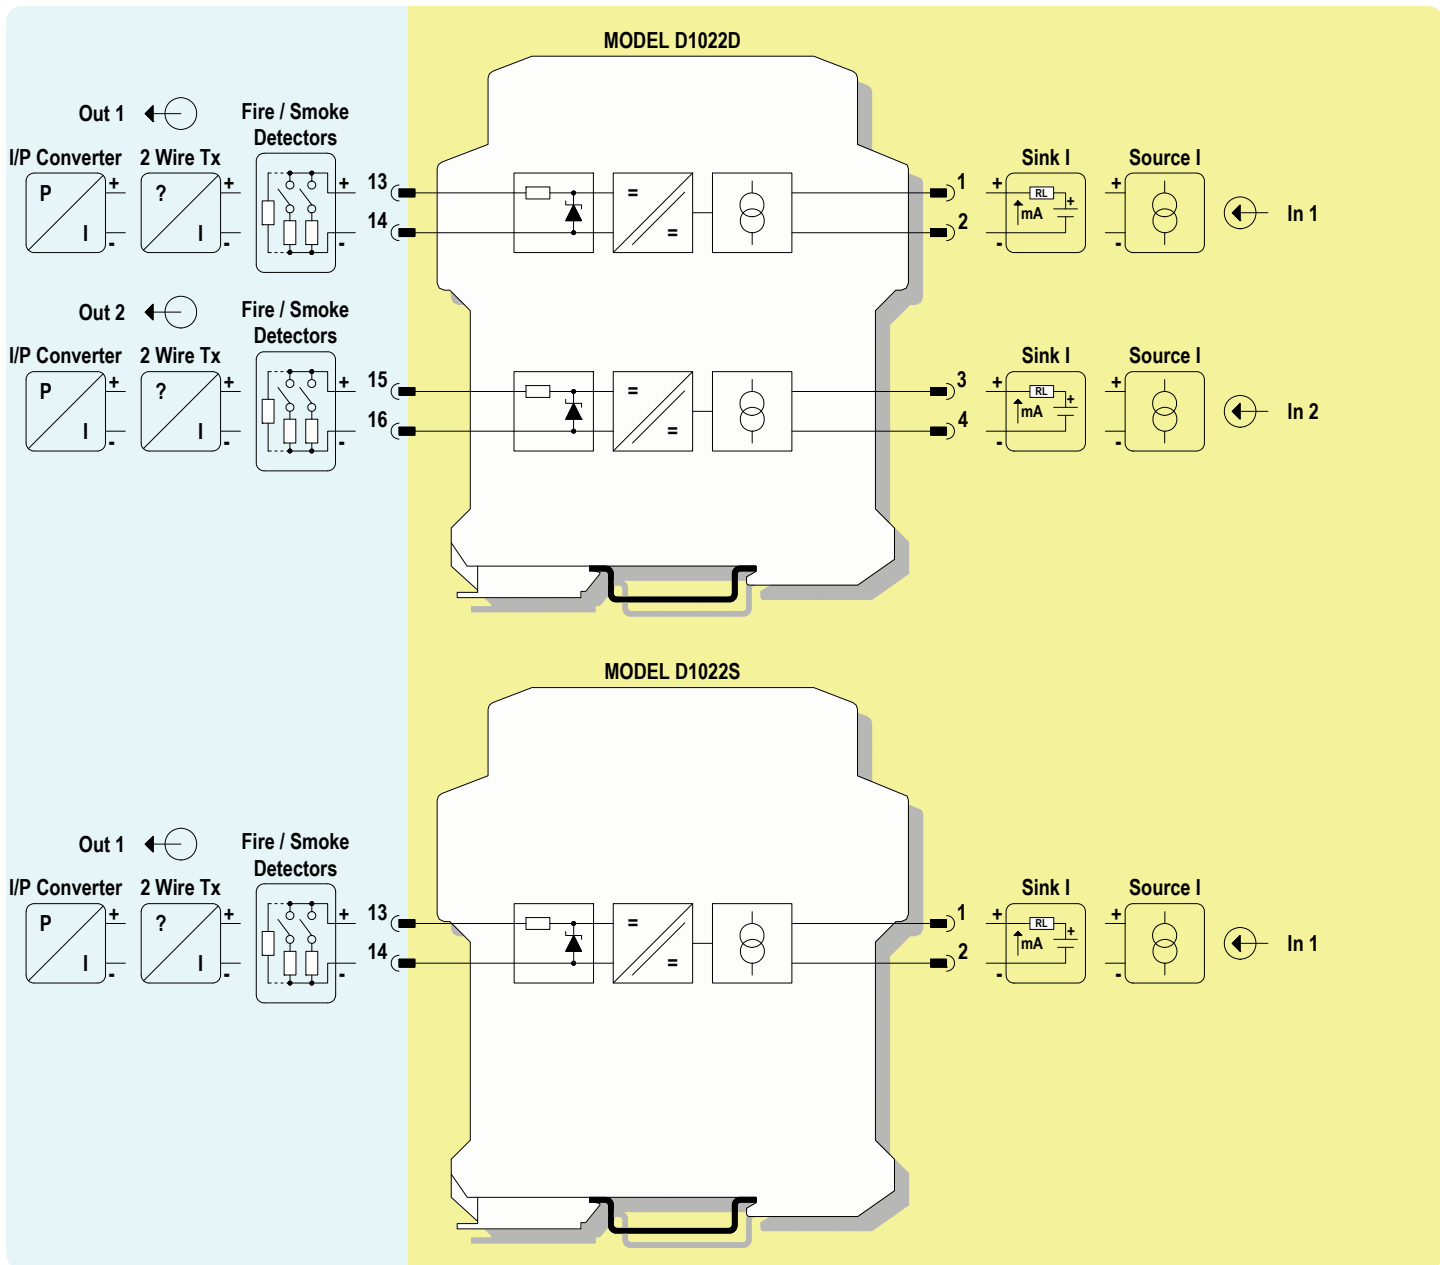 MODEL D1022D
Out 1
Fire / Smoke
Detectors
I/P Converter
2 Wire Tx
P
I
+
-
?
I
+
-
+
-
13
14
=
=
1
2
Sink I
+
-
RL
mA
+
Source I
+
-
In 1
Out 2
Fire / Smoke
Detectors
I/P Converter
2 Wire Tx
P
I
+
-
?
I
+
-
+
-
15
16
=
=
3
4
Sink I
+
-
RL
mA
+
Source I
+
-
In 2
MODEL D1022S
Out 1
Fire / Smoke
Detectors
I/P Converter
2 Wire Tx
P
I
+
-
?
I
+
-
+
-
13
14
=
=
1
2
Sink I
+
-
RL
mA
+
Source I
+
-
In 1